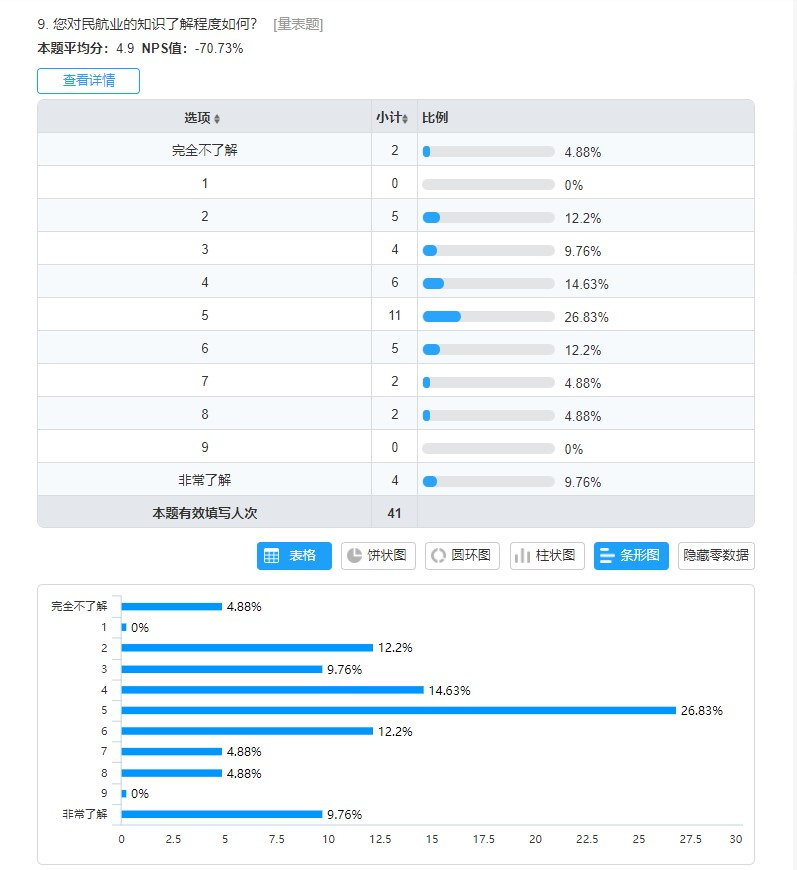 9. 您对民航业的知识了解程度如何? [量表题]
本题平均分: 4.9 NPS值: -70.73%
查看详情
选项 小计 比例
完全不了解 2 4.88%
1 0 0%
2 5 12.2%
3 4 9.76%
4 6 14.63%
5 11 26.83%
6 5 12.2%
7 2 4.88%
8 2 4.88%
9 0 0%
非常了解 4 9.76%
本题有效填写人次 41
表格 饼状图 圆环图 柱状图 条形图 隐藏零数据
完全不了解 4.88%
1 0%
2 12.2%
3 9.76%
4 14.63%
5 26.83%
6 12.2%
7 4.88%
8 4.88%
9 0%
非常了解 9.76%
0 2.5 5 7.5 10 12.5 15 17.5 20 22.5 25 27.5 30